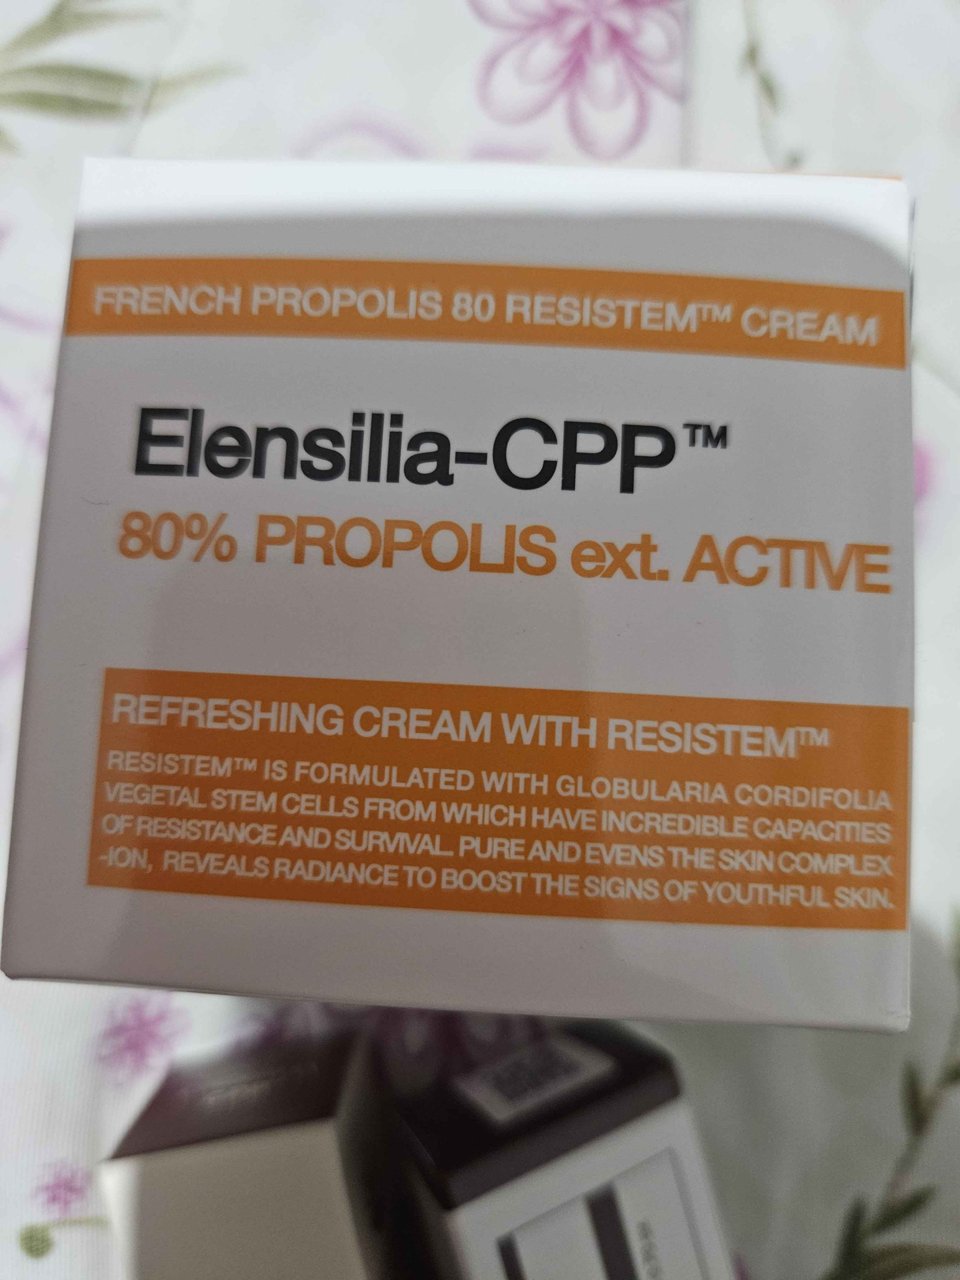 FRENCH PROPOLIS 80 RESISTEM™ CREAM
Elensilia-CPP™
80% PROPOLIS ext. ACTIVE
REFRESHING CREAM WITH RESISTEM™
RESISTEM™ IS FORMULATED WITH GLOBULARIA CORDIFOLIA
VEGETAL STEM CELLS FROM WHICH HAVE INCREDIBLE CAPACITIES
OF RESISTANCE AND SURVIVAL. PURE AND EVENS THE SKIN COMPLEX
-ION, REVEALS RADIANCE TO BOOST THE SIGNS OF YOUTHFUL SKIN.